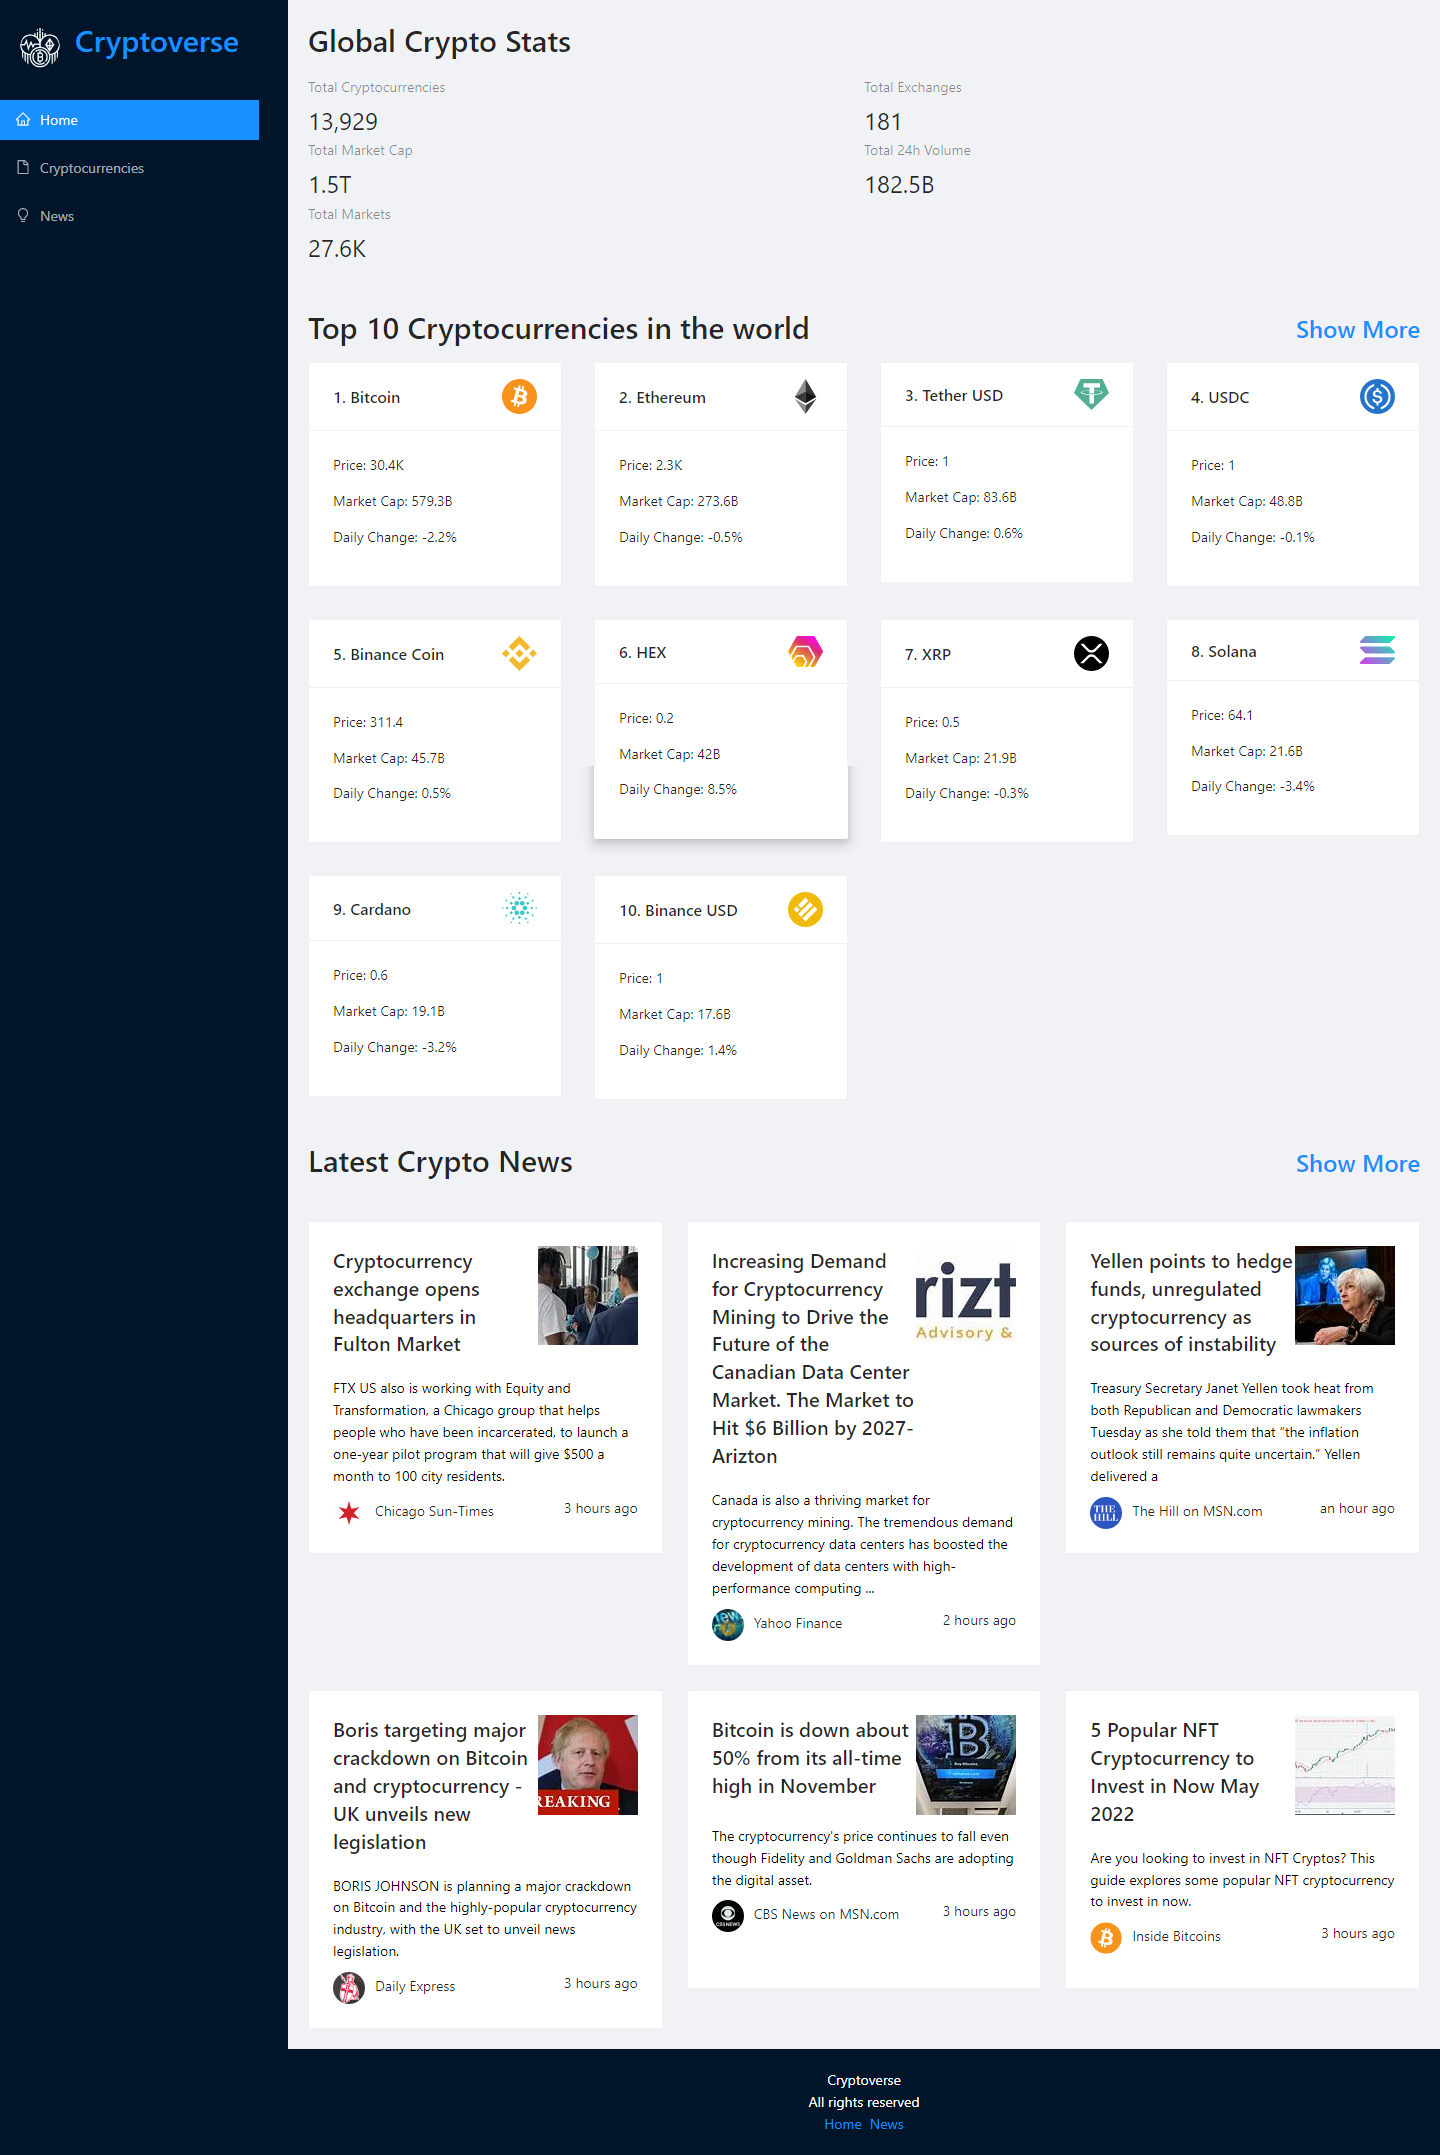 Cryptoverse
Home
Cryptocurrencies
News
Global Crypto Stats
Total Cryptocurrencies
13,929
Total Exchanges
181
Total Market Cap
1.5T
Total 24h Volume
182.5B
Total Markets
27.6K
Top 10 Cryptocurrencies in the world
Show More
1. Bitcoin
Price: 30.4K
Market Cap: 579.3B
Daily Change: -2.2%
2. Ethereum
Price: 2.3K
Market Cap: 273.6B
Daily Change: -0.5%
3. Tether USD
Price: 1
Market Cap: 83.6B
Daily Change: 0.6%
4. USDC
Price: 1
Market Cap: 48.8B
Daily Change: -0.1%
5. Binance Coin
Price: 311.4
Market Cap: 45.7B
Daily Change: 0.5%
6. HEX
Price: 0.2
Market Cap: 42B
Daily Change: 8.5%
7. XRP
Price: 0.5
Market Cap: 21.9B
Daily Change: -0.3%
8. Solana
Price: 64.1
Market Cap: 21.6B
Daily Change: -3.4%
9. Cardano
Price: 0.6
Market Cap: 19.1B
Daily Change: -3.2%
10. Binance USD
Price: 1
Market Cap: 17.6B
Daily Change: 1.4%
Latest Crypto News
Show More
Cryptocurrency
exchange opens
headquarters in
Fulton Market
FTX US also is working with Equity and
Transformation, a Chicago group that helps
people who have been incarcerated, to launch a
one-year pilot program that will give $500 a
month to 100 city residents.
Chicago Sun-Times
3 hours ago
Increasing Demand
for Cryptocurrency
Mining to Drive the
Future of the
Canadian Data Center
Market. The Market to
Hit $6 Billion by 2027-
Arizton
rizt
Advisory &
Canada is also a thriving market for
cryptocurrency mining. The tremendous demand
for cryptocurrency data centers has boosted the
development of data centers with high-
performance computing ...
Yahoo Finance
2 hours ago
Yellen points to hedge
funds, unregulated
cryptocurrency as
sources of instability
Treasury Secretary Janet Yellen took heat from
both Republican and Democratic lawmakers
Tuesday as she told them that “the inflation
outlook still remains quite uncertain.” Yellen
delivered a
THE
HILL
The Hill on MSN.com
an hour ago
Boris targeting major
crackdown on Bitcoin
and cryptocurrency -
UK unveils new
legislation
REAKING
BORIS JOHNSON is planning a major crackdown
on Bitcoin and the highly-popular cryptocurrency
industry, with the UK set to unveil news
legislation.
Daily Express
3 hours ago
Bitcoin is down about
50% from its all-time
high in November
The cryptocurrency's price continues to fall even
though Fidelity and Goldman Sachs are adopting
the digital asset.
CBS NEWS
CBS News on MSN.com
3 hours ago
5 Popular NFT
Cryptocurrency to
Invest in Now May
2022
Are you looking to invest in NFT Cryptos? This
guide explores some popular NFT cryptocurrency
to invest in now.
Inside Bitcoins
3 hours ago
Cryptoverse
All rights reserved
Home News